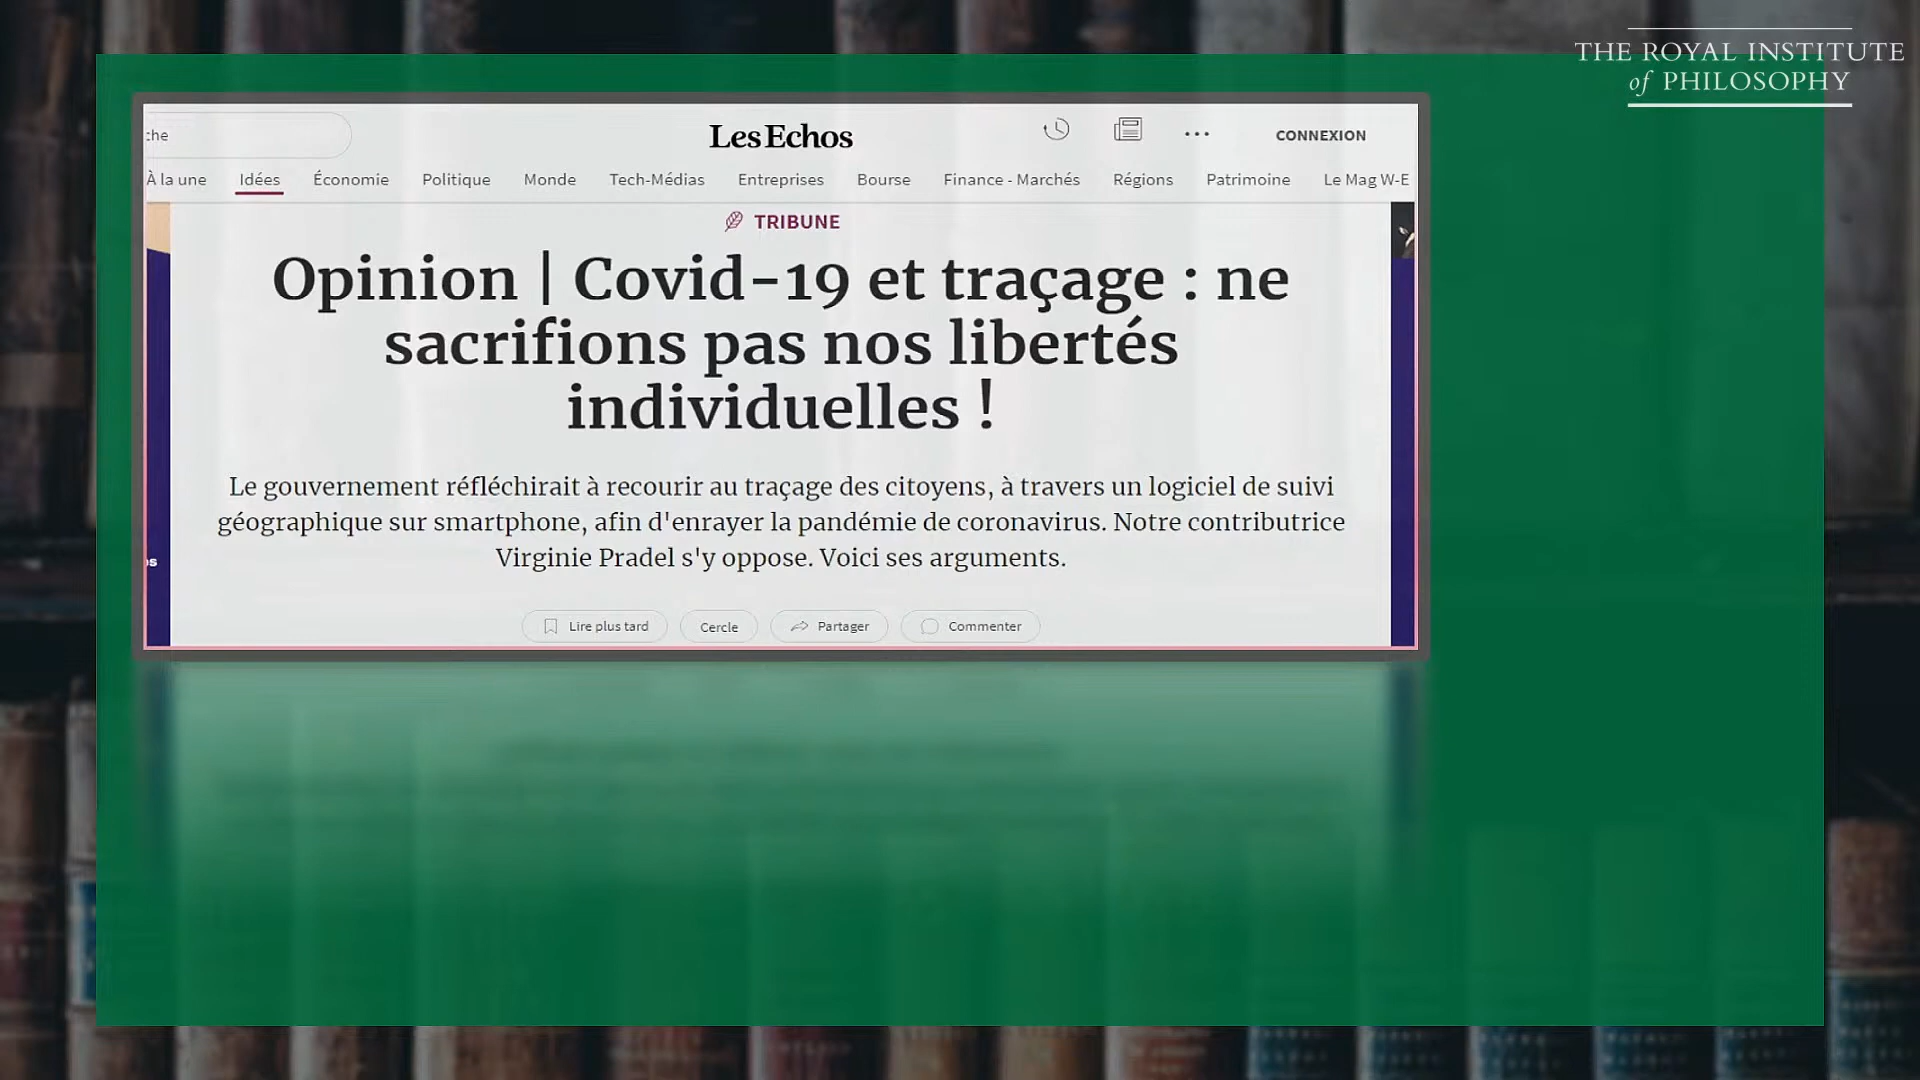 THE ROYAL INSTITUTE
of PHILOSOPHY
che
Les Echos
CONNEXION
À la une Idées Économie Politique Monde Tech-Médias Entreprises Bourse Finance - Marchés Régions Patrimoine Le Mag W-E
TRIBUNE
Opinion | Covid-19 et traçage : ne
sacrifions pas nos libertés
individuelles !
Le gouvernement réfléchirait à recourir au traçage des citoyens, à travers un logiciel de suivi
géographique sur smartphone, afin d'enrayer la pandémie de coronavirus. Notre contributrice
Virginie Pradel s'y oppose. Voici ses arguments.
Lire plus tard Cercle Partager Commenter